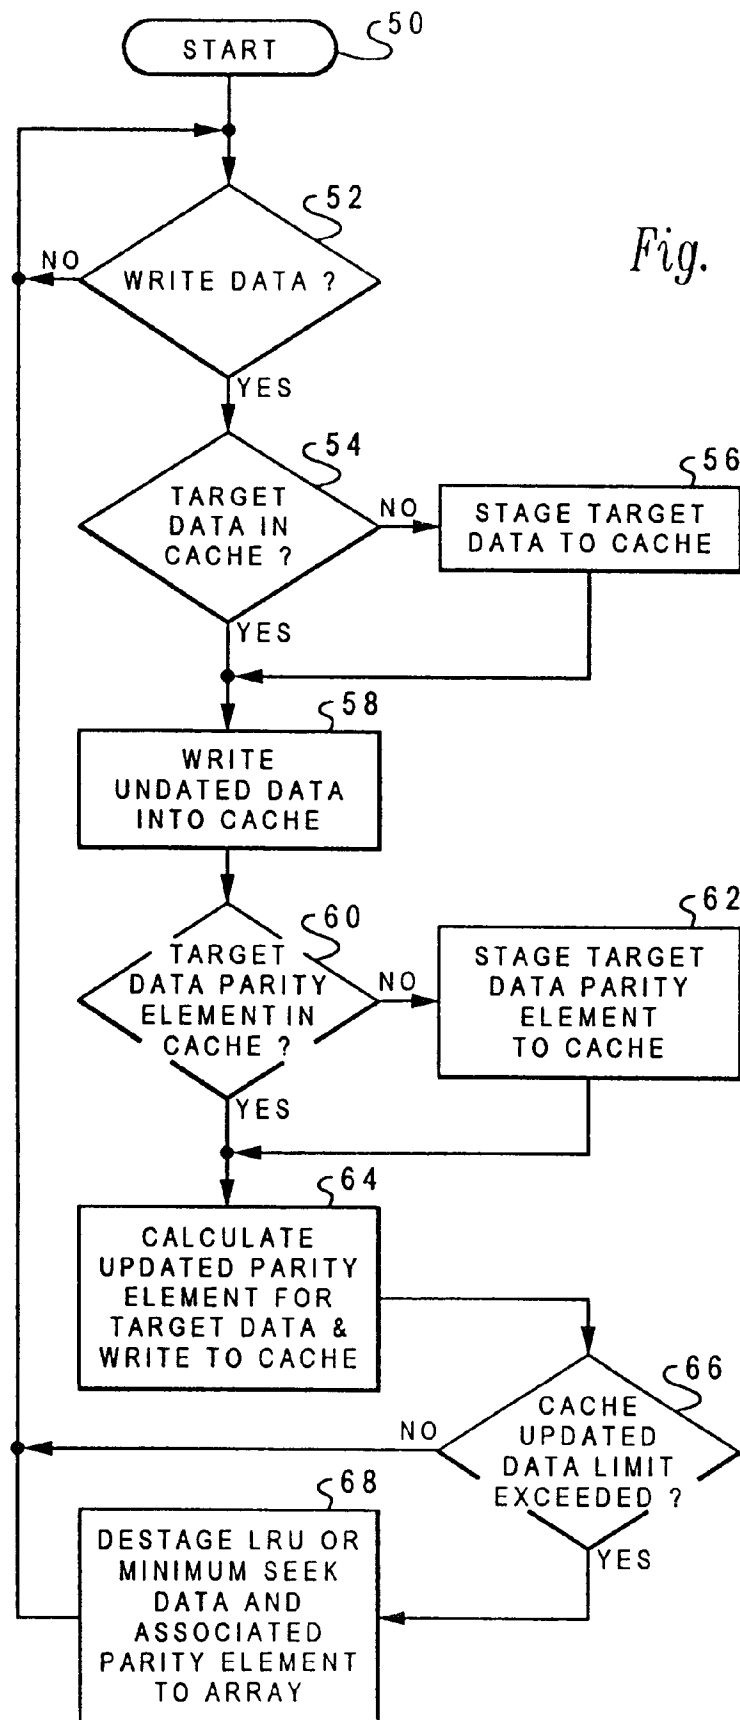 START
50
52
Fig.
NO
WRITE DATA ?
YES
54
TARGET
DATA IN
CACHE ?
NO
56
STAGE TARGET
DATA TO CACHE
YES
58
WRITE
UNDATED DATA
INTO CACHE
60
TARGET
DATA PARITY
ELEMENT IN
CACHE ?
NO
62
STAGE TARGET
DATA PARITY
ELEMENT
TO CACHE
YES
64
CALCULATE
UPDATED PARITY
ELEMENT FOR
TARGET DATA &
WRITE TO CACHE
66
CACHE
UPDATED
DATA LIMIT
EXCEEDED ?
NO
YES
68
DESTAGE LRU OR
MINIMUM SEEK
DATA AND
ASSOCIATED
PARITY ELEMENT
TO ARRAY